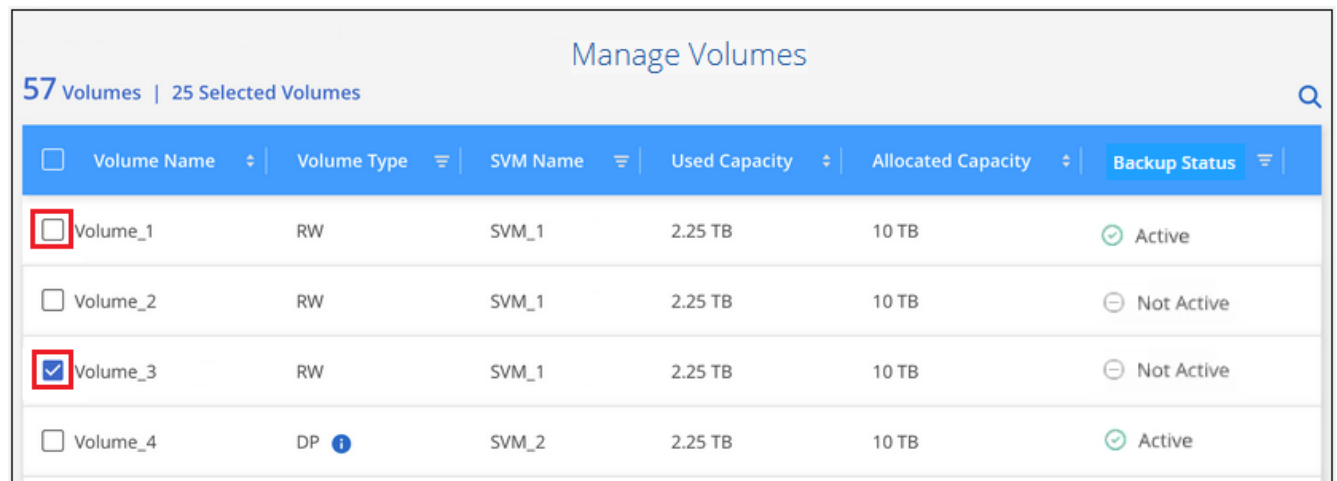 Manage Volumes
57 Volumes | 25 Selected Volumes
Volume Name Volume Type SVM Name Used Capacity Allocated Capacity Backup Status
Volume_1 RW SVM_1 2.25 TB 10 TB Active
Volume_2 RW SVM_1 2.25 TB 10 TB Not Active
Volume_3 RW SVM_1 2.25 TB 10 TB Not Active
Volume_4 DP SVM_2 2.25 TB 10 TB Active